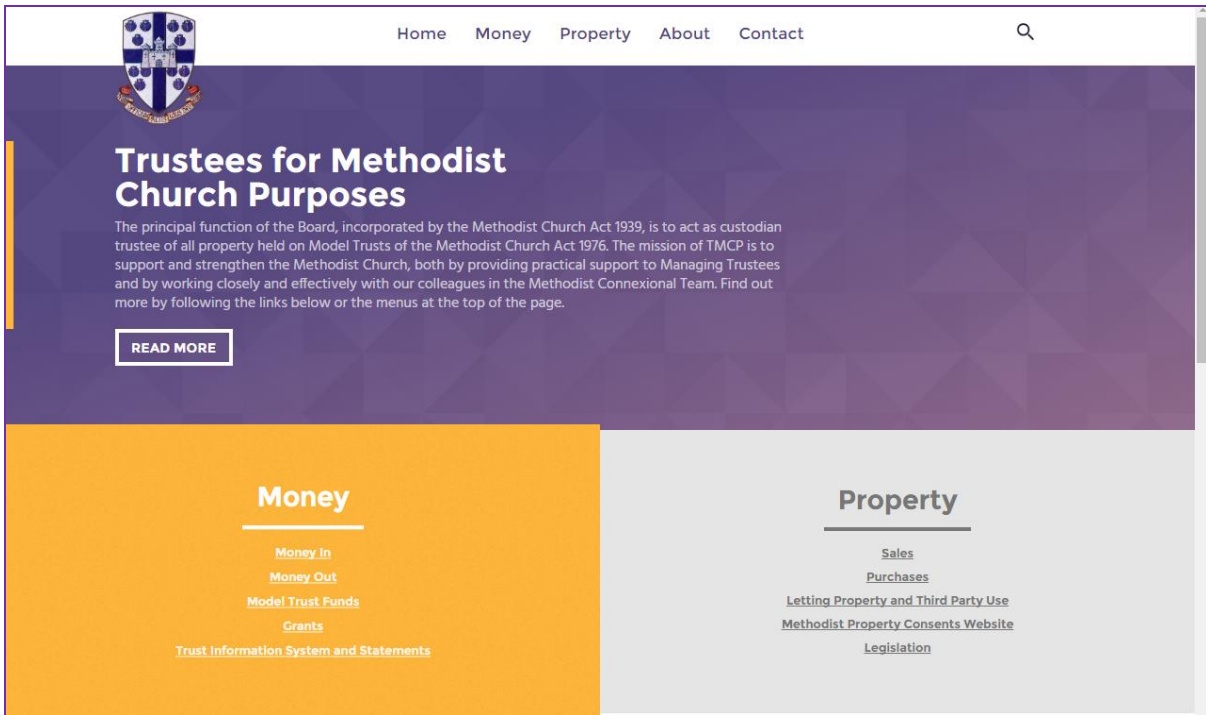 Home Money Property About Contact
Trustees for Methodist
Church Purposes
The principal function of the Board, incorporated by the Methodist Church Act 1939, is to act as custodian
trustee of all property held on Model Trusts of the Methodist Church Act 1976. The mission of TMCP is to
support and strengthen the Methodist Church, both by providing practical support to Managing Trustees
and by working closely and effectively with our colleagues in the Methodist Connexional Team. Find out
more by following the links below or the menus at the top of the page.
READ MORE
Money
Money In
Money Out
Model Trust Funds
Grants
Trust Information System and Statements
Property
Sales
Purchases
Letting Property and Third Party Use
Methodist Property Consents Website
Legislation